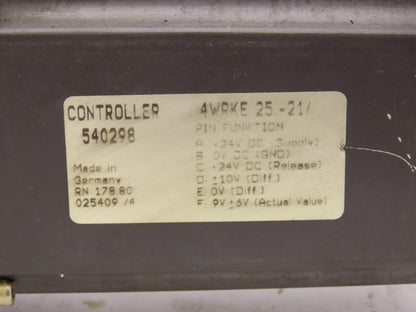 CONTROLLER 4WRKE 25.-21/
540298 PIN FUNKTION
A +24V DC (Supply)
B 0V DC (GND)
Made in C +24V DC (Release)
Germany D ±10V (Diff.)
RN 178.80 E 0V (Diff.)
025409 /4 F 9V ±6V (Actual Value)